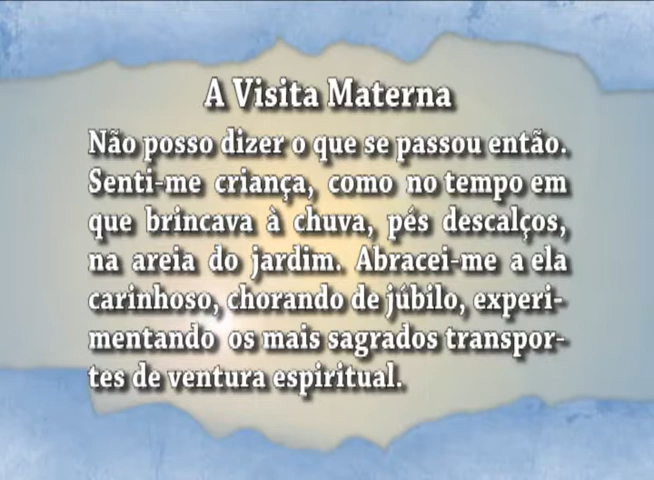 A Visita Materna
Não posso dizer o que se passou então.
Senti-me criança, como no tempo em
que brincava à chuva, pés descalços,
na areia do jardim. Abracei-me a ela
carinhoso, chorando de júbilo, experi-
mentando os mais sagrados transpor-
tes de ventura espiritual.